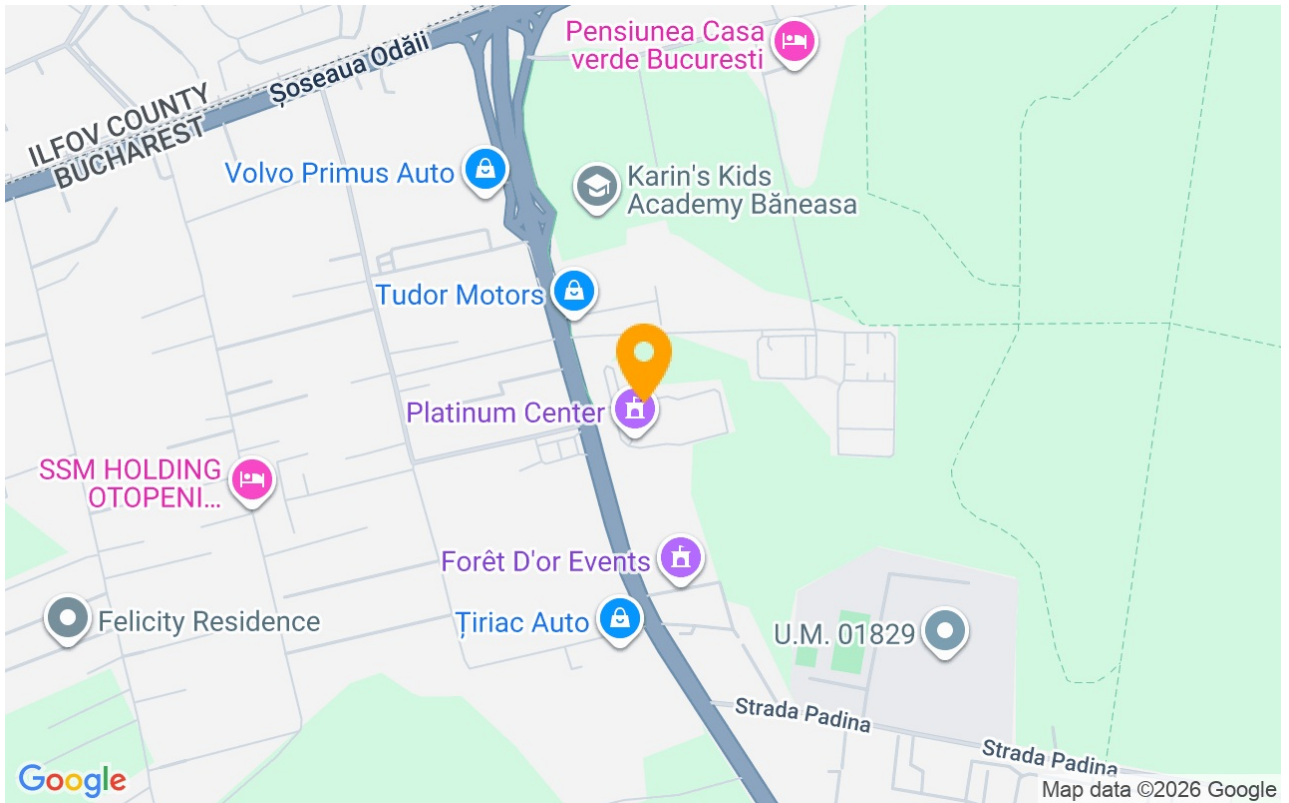 Pensiunea Casa
verde Bucuresti
Șoseaua Odăii
ILFOV COUNTY
BUCHAREST
Volvo Primus Auto
Karin's Kids
Academy Băneasa
Tudor Motors
Platinum Center
SSM HOLDING
OTOPENI...
Forêt D'or Events
Felicity Residence
Țiriac Auto
U.M. 01829
Strada Padina
Strada Padina
Google
Map data ©2026 Google